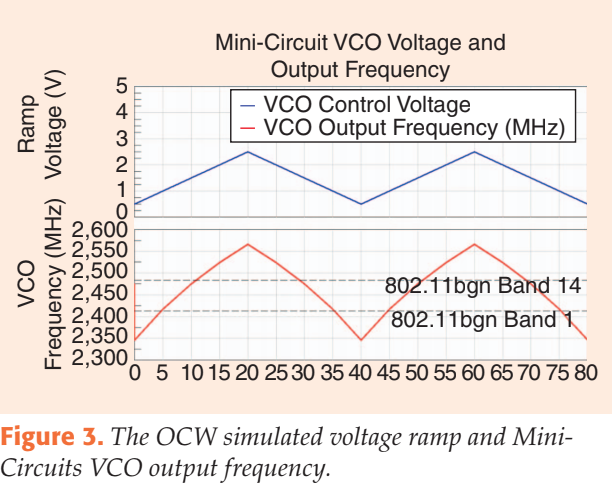 Mini-Circuit VCO Voltage and
Output Frequency
Ramp
Voltage (V)
5
4
3
2
1
0
VCO Control Voltage
VCO Output Frequency (MHz)
VCO
Frequency (MHz)
2,600
2,550
2,500
2,450
2,400
2,350
2,300
802.11bgn Band 14
802.11bgn Band 1
0 5 10 15 20 25 30 35 40 45 50 55 60 65 70 75 80
Figure 3. The OCW simulated voltage ramp and Mini-
Circuits VCO output frequency.